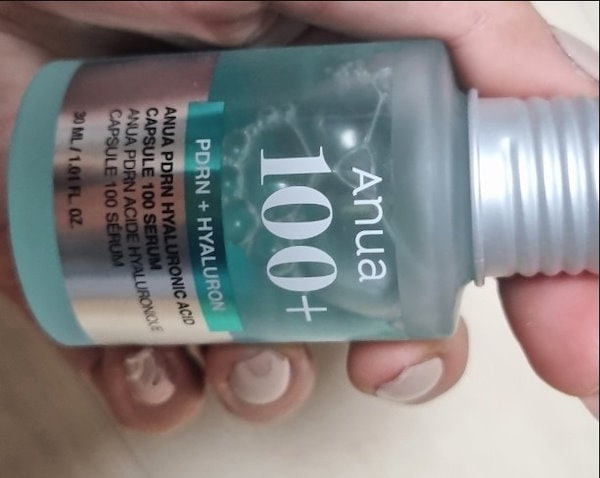 Anua
100+
PDRN + HYALURON
ANUA PDRN HYALURONIC ACID
CAPSULE 100 SERUM
ANUA PDRN ACIDE HYALURONIQUE
CAPSULE 100 SÉRUM
30 ML / 1.01 FL. OZ.